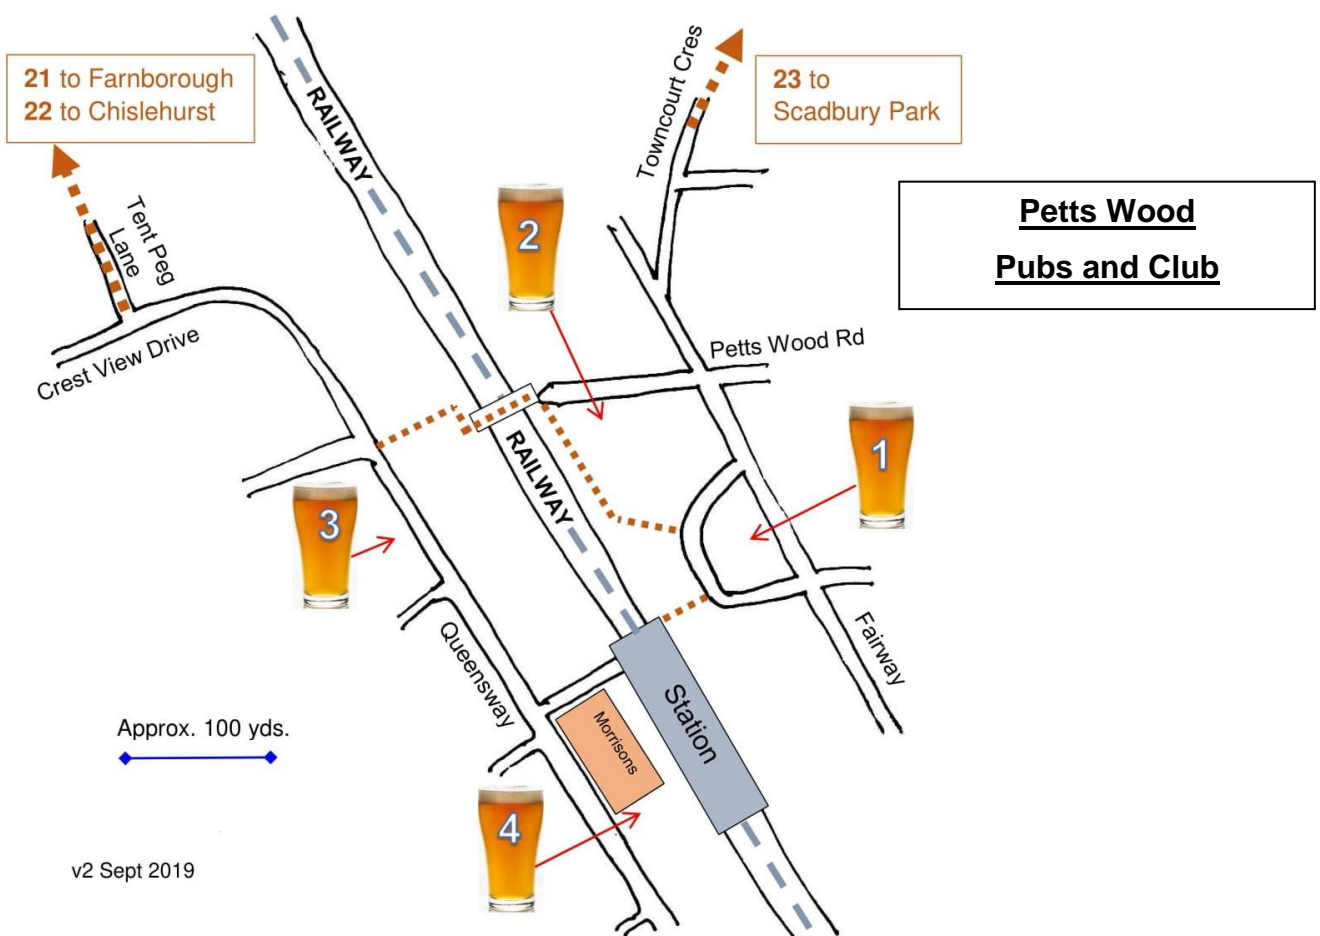 21 to Farnborough
22 to Chislehurst
RAILWAY
Towncourt Cres
23 to
Scadbury Park
Petts Wood
Pubs and Club
Tent Peg
Lane
2
Crest View Drive
Petts Wood Rd
1
RAILWAY
3
Queensway
Fairway
Station
Morrisons
Approx. 100 yds.
4
v2 Sept 2019